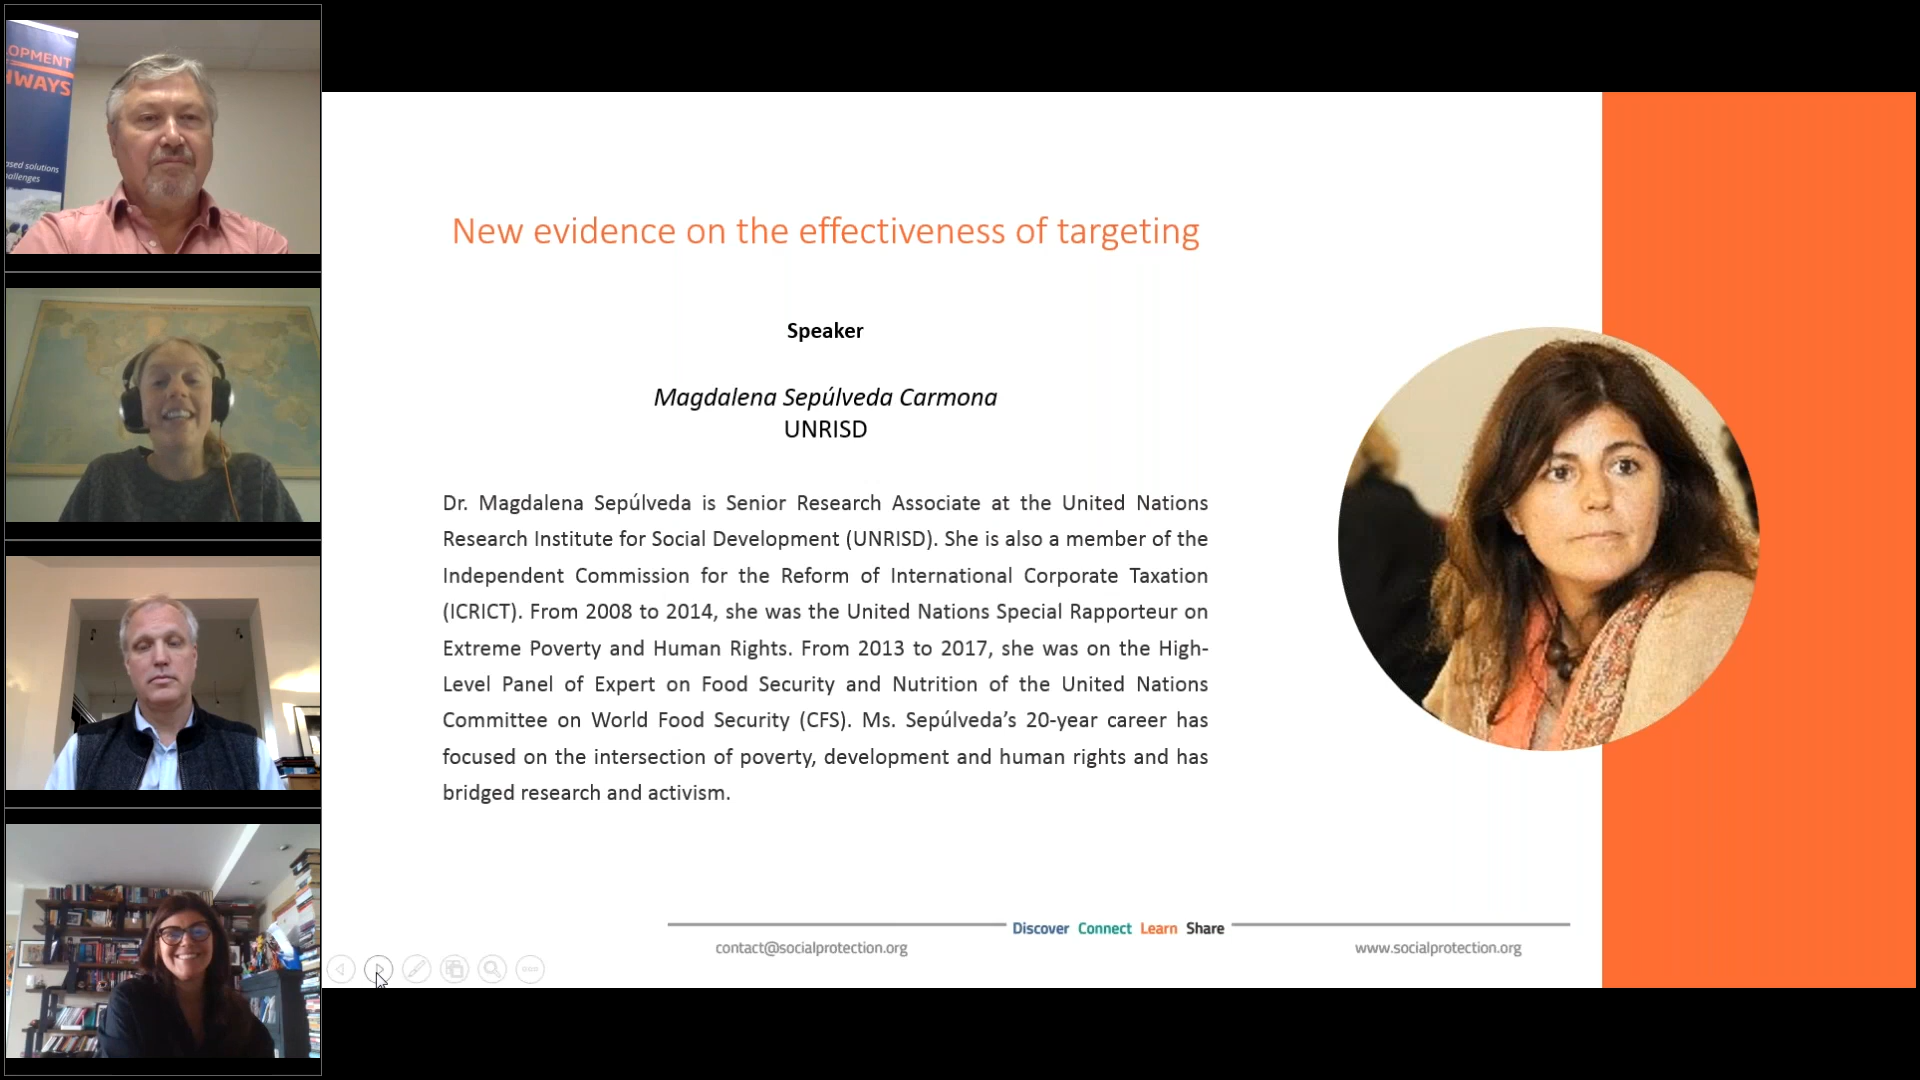 OPMENT
WAYS
ased solutions
allenges
New evidence on the effectiveness of targeting
Speaker
Magdalena Sepúlveda Carmona
UNRISD
Dr. Magdalena Sepúlveda is Senior Research Associate at the United Nations
Research Institute for Social Development (UNRISD). She is also a member of the
Independent Commission for the Reform of International Corporate Taxation
(ICRICT). From 2008 to 2014, she was the United Nations Special Rapporteur on
Extreme Poverty and Human Rights. From 2013 to 2017, she was on the High-
Level Panel of Expert on Food Security and Nutrition of the United Nations
Committee on World Food Security (CFS). Ms. Sepúlveda’s 20-year career has
focused on the intersection of poverty, development and human rights and has
bridged research and activism.
Discover Connect Learn Share
contact@socialprotection.org
www.socialprotection.org